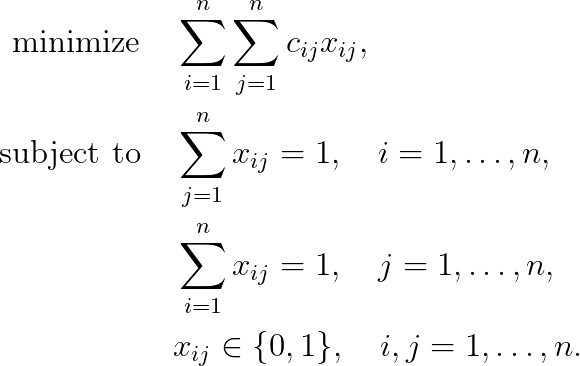 minimize \sum_{i=1}^{n} \sum_{j=1}^{n} c_{ij} x_{ij},
subject to \sum_{j=1}^{n} x_{ij} = 1, \quad i = 1, \ldots, n,
\sum_{i=1}^{n} x_{ij} = 1, \quad j = 1, \ldots, n,
x_{ij} \in \{0, 1\}, \quad i, j = 1, \ldots, n.